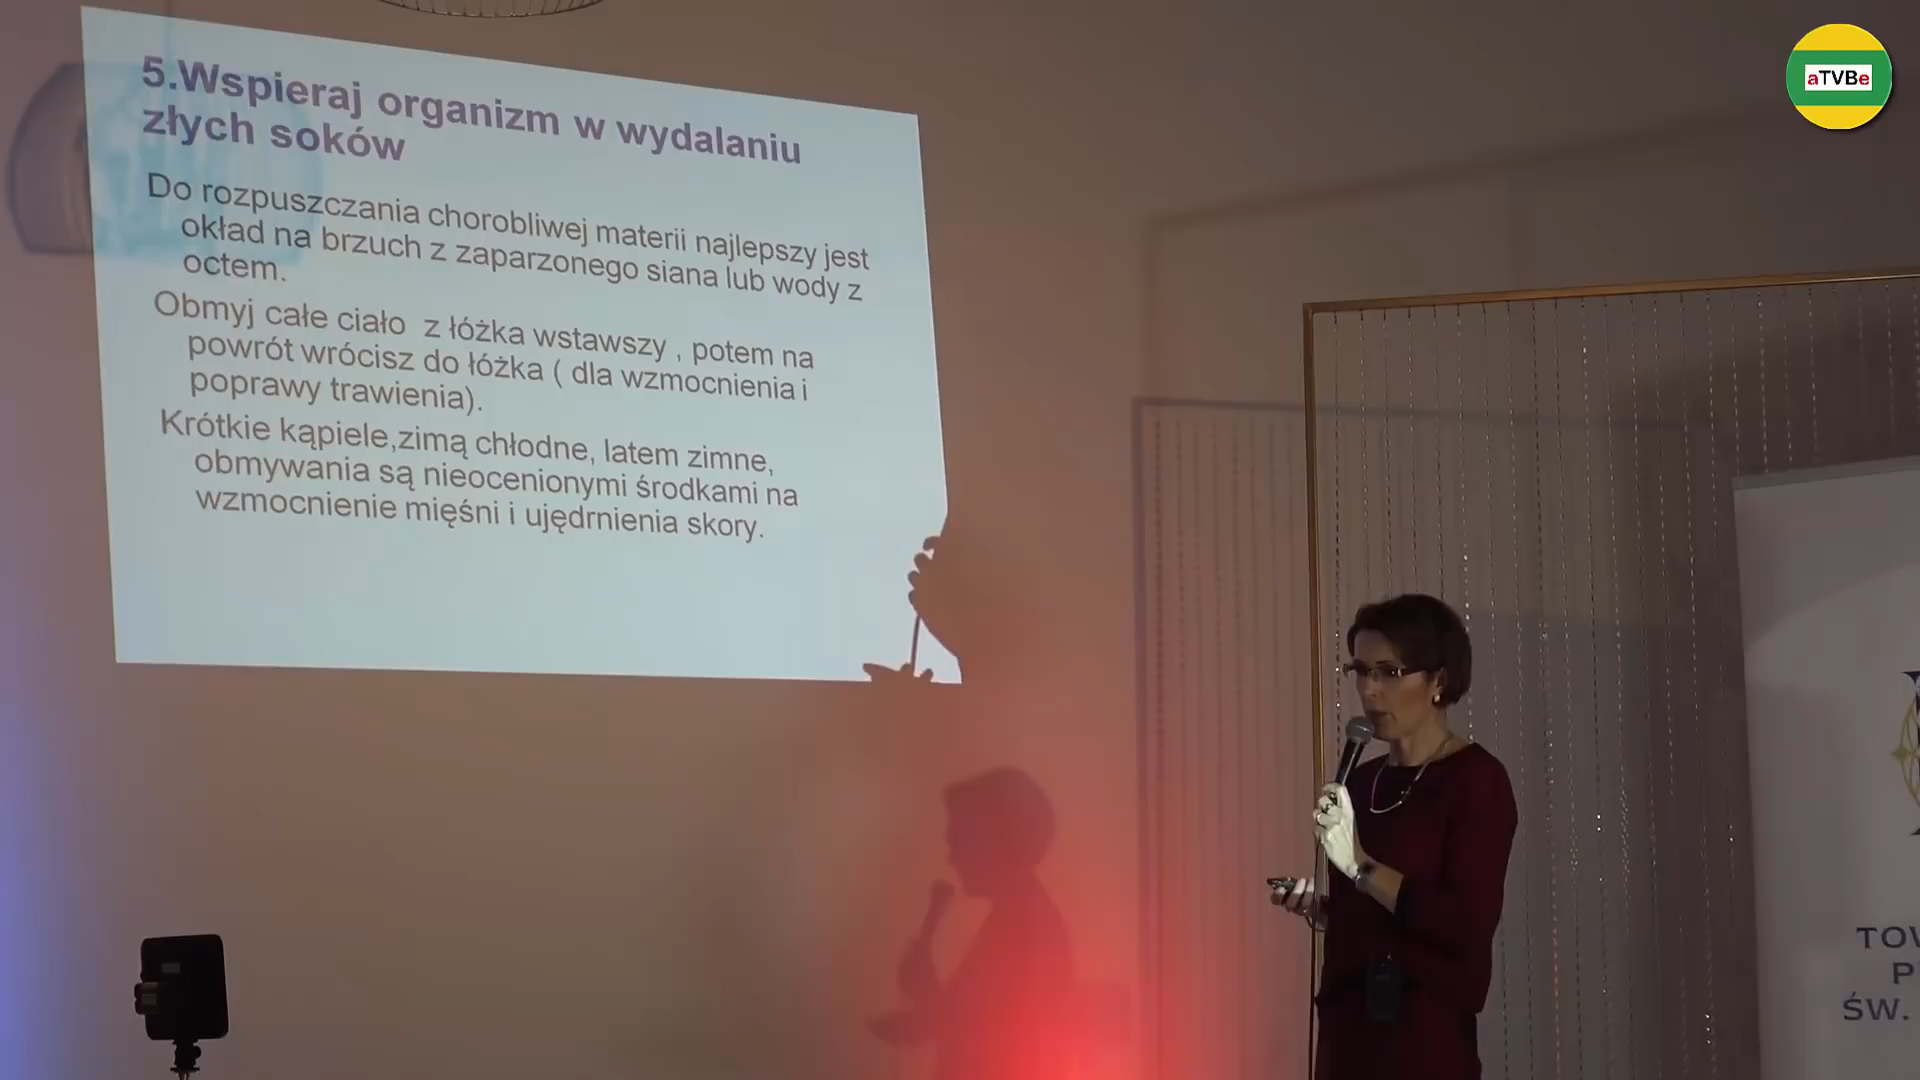 5.Wspieraj organizm w wydalaniu
złych soków
Do rozpuszczania chorobliwej materii najlepszy jest
okład na brzuch z zaparzonego siana lub wody z
octem.
Obmyj całe ciało z łóżka wstawszy , potem na
powrót wrócisz do łóżka ( dla wzmocnienia i
poprawy trawienia).
Krótkie kąpiele,zimą chłodne, latem zimne,
obmywania są nieocenionymi środkami na
wzmocnienie mięśni i ujędrnienia skory.
aTVBe
ŚW.